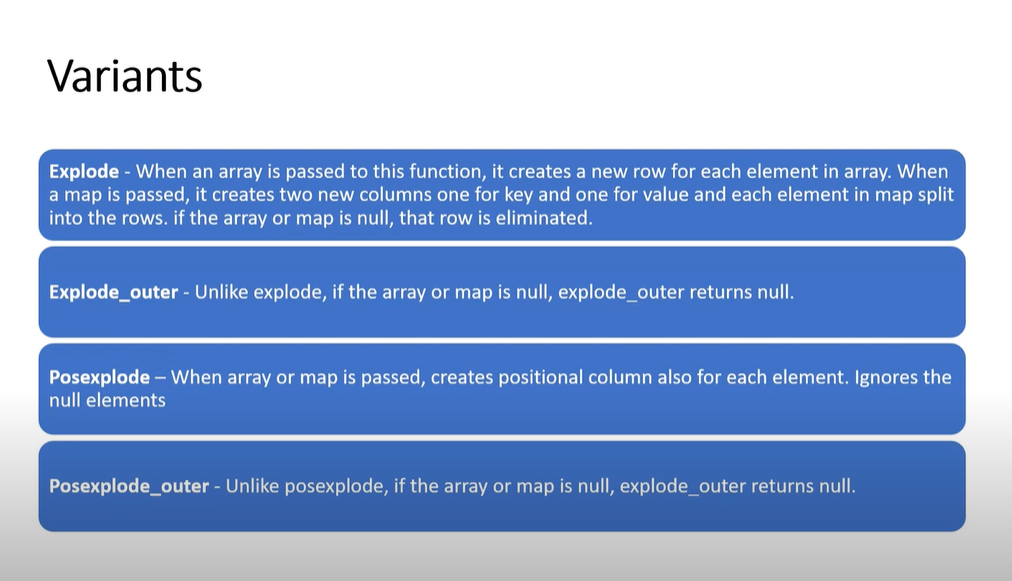 Variants
Explode - When an array is passed to this function, it creates a new row for each element in array. When
a map is passed, it creates two new columns one for key and one for value and each element in map split
into the rows. if the array or map is null, that row is eliminated.
Explode_outer - Unlike explode, if the array or map is null, explode_outer returns null.
Posexplode – When array or map is passed, creates positional column also for each element. Ignores the
null elements
Posexplode_outer - Unlike posexplode, if the array or map is null, explode_outer returns null.